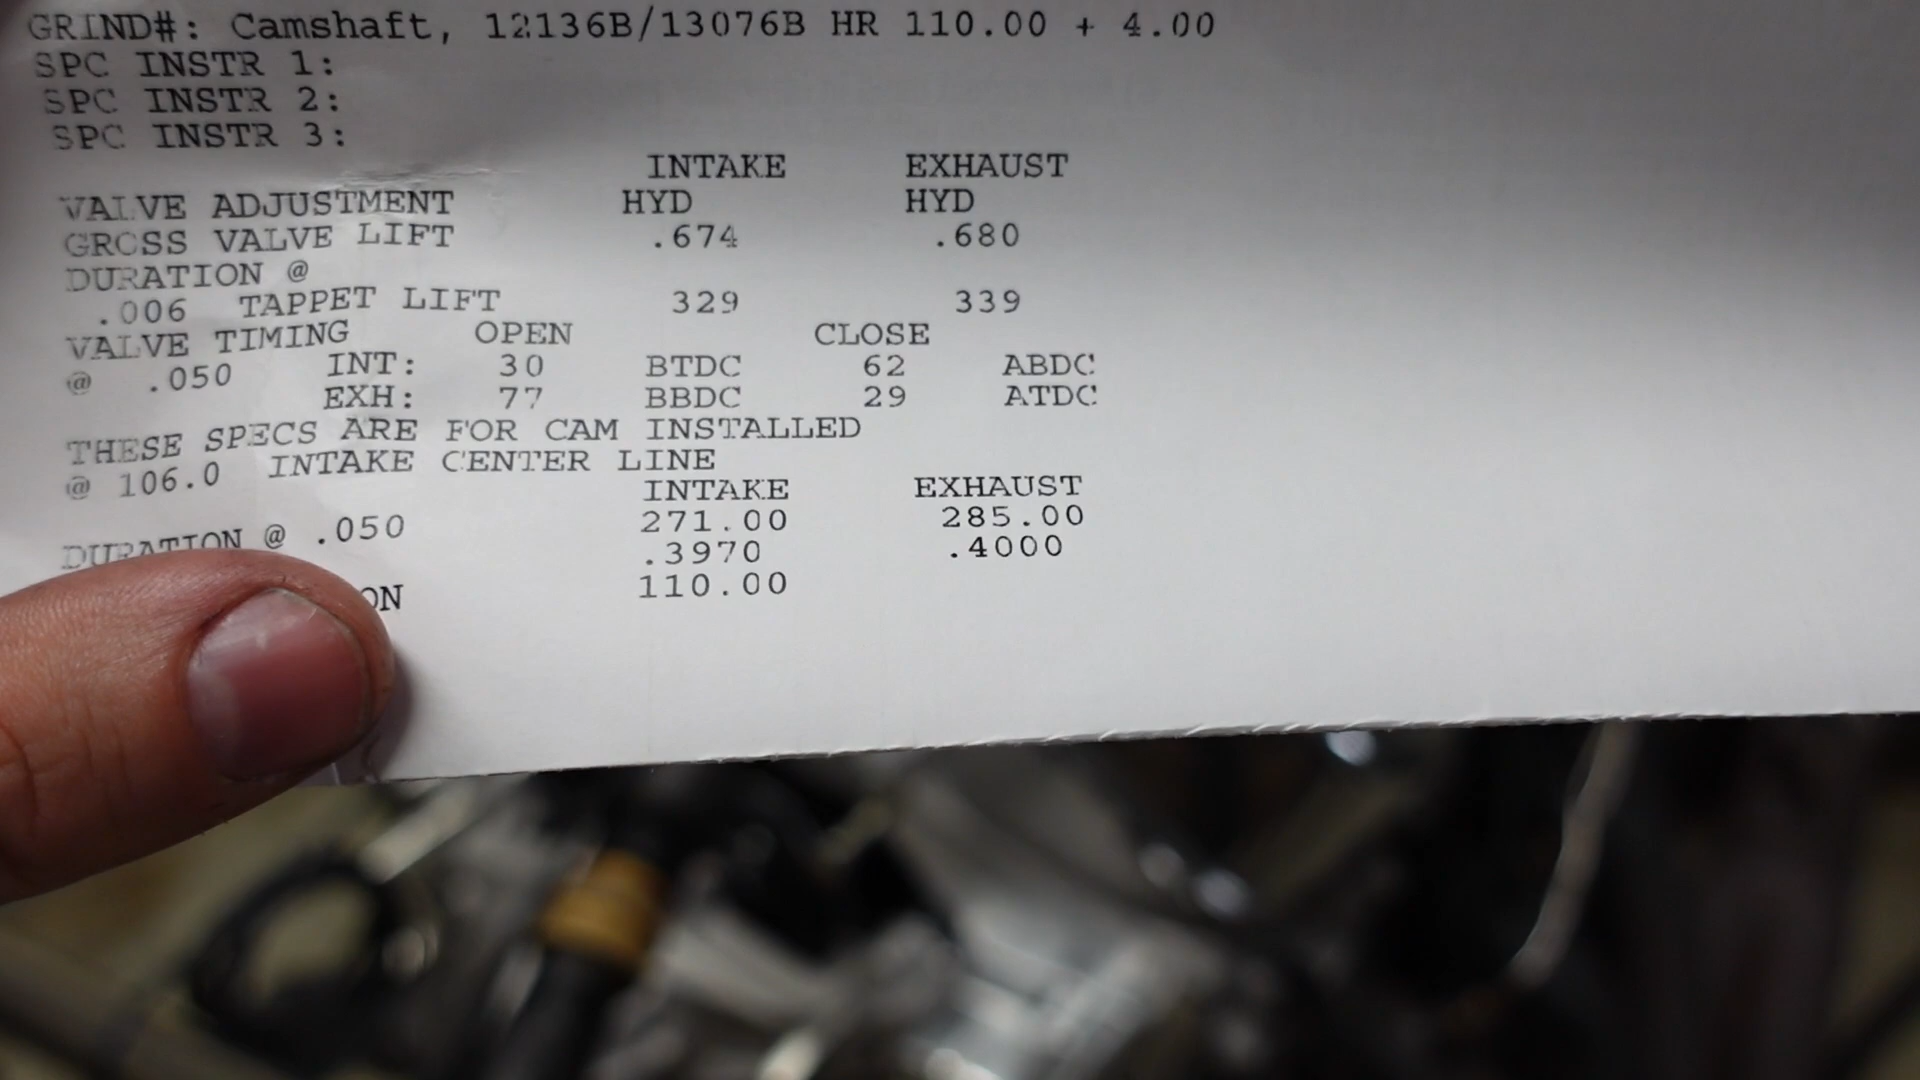 GRIND#: Camshaft, 12136B/13076B HR 110.00 + 4.00
SPC INSTR 1:
SPC INSTR 2:
SPC INSTR 3:
INTAKE EXHAUST
VALVE ADJUSTMENT HYD HYD
GROSS VALVE LIFT .674 .680
DURATION @
.006 TAPPET LIFT 329 339
VALVE TIMING OPEN CLOSE
@ .050 INT: 30 BTDC 62 ABDC
EXH: 77 BBDC 29 ATDC
THESE SPECS ARE FOR CAM INSTALLED
@ 106.0 INTAKE CENTER LINE
INTAKE EXHAUST
DURATION @ .050 271.00 285.00
.3970 .4000
ON 110.00